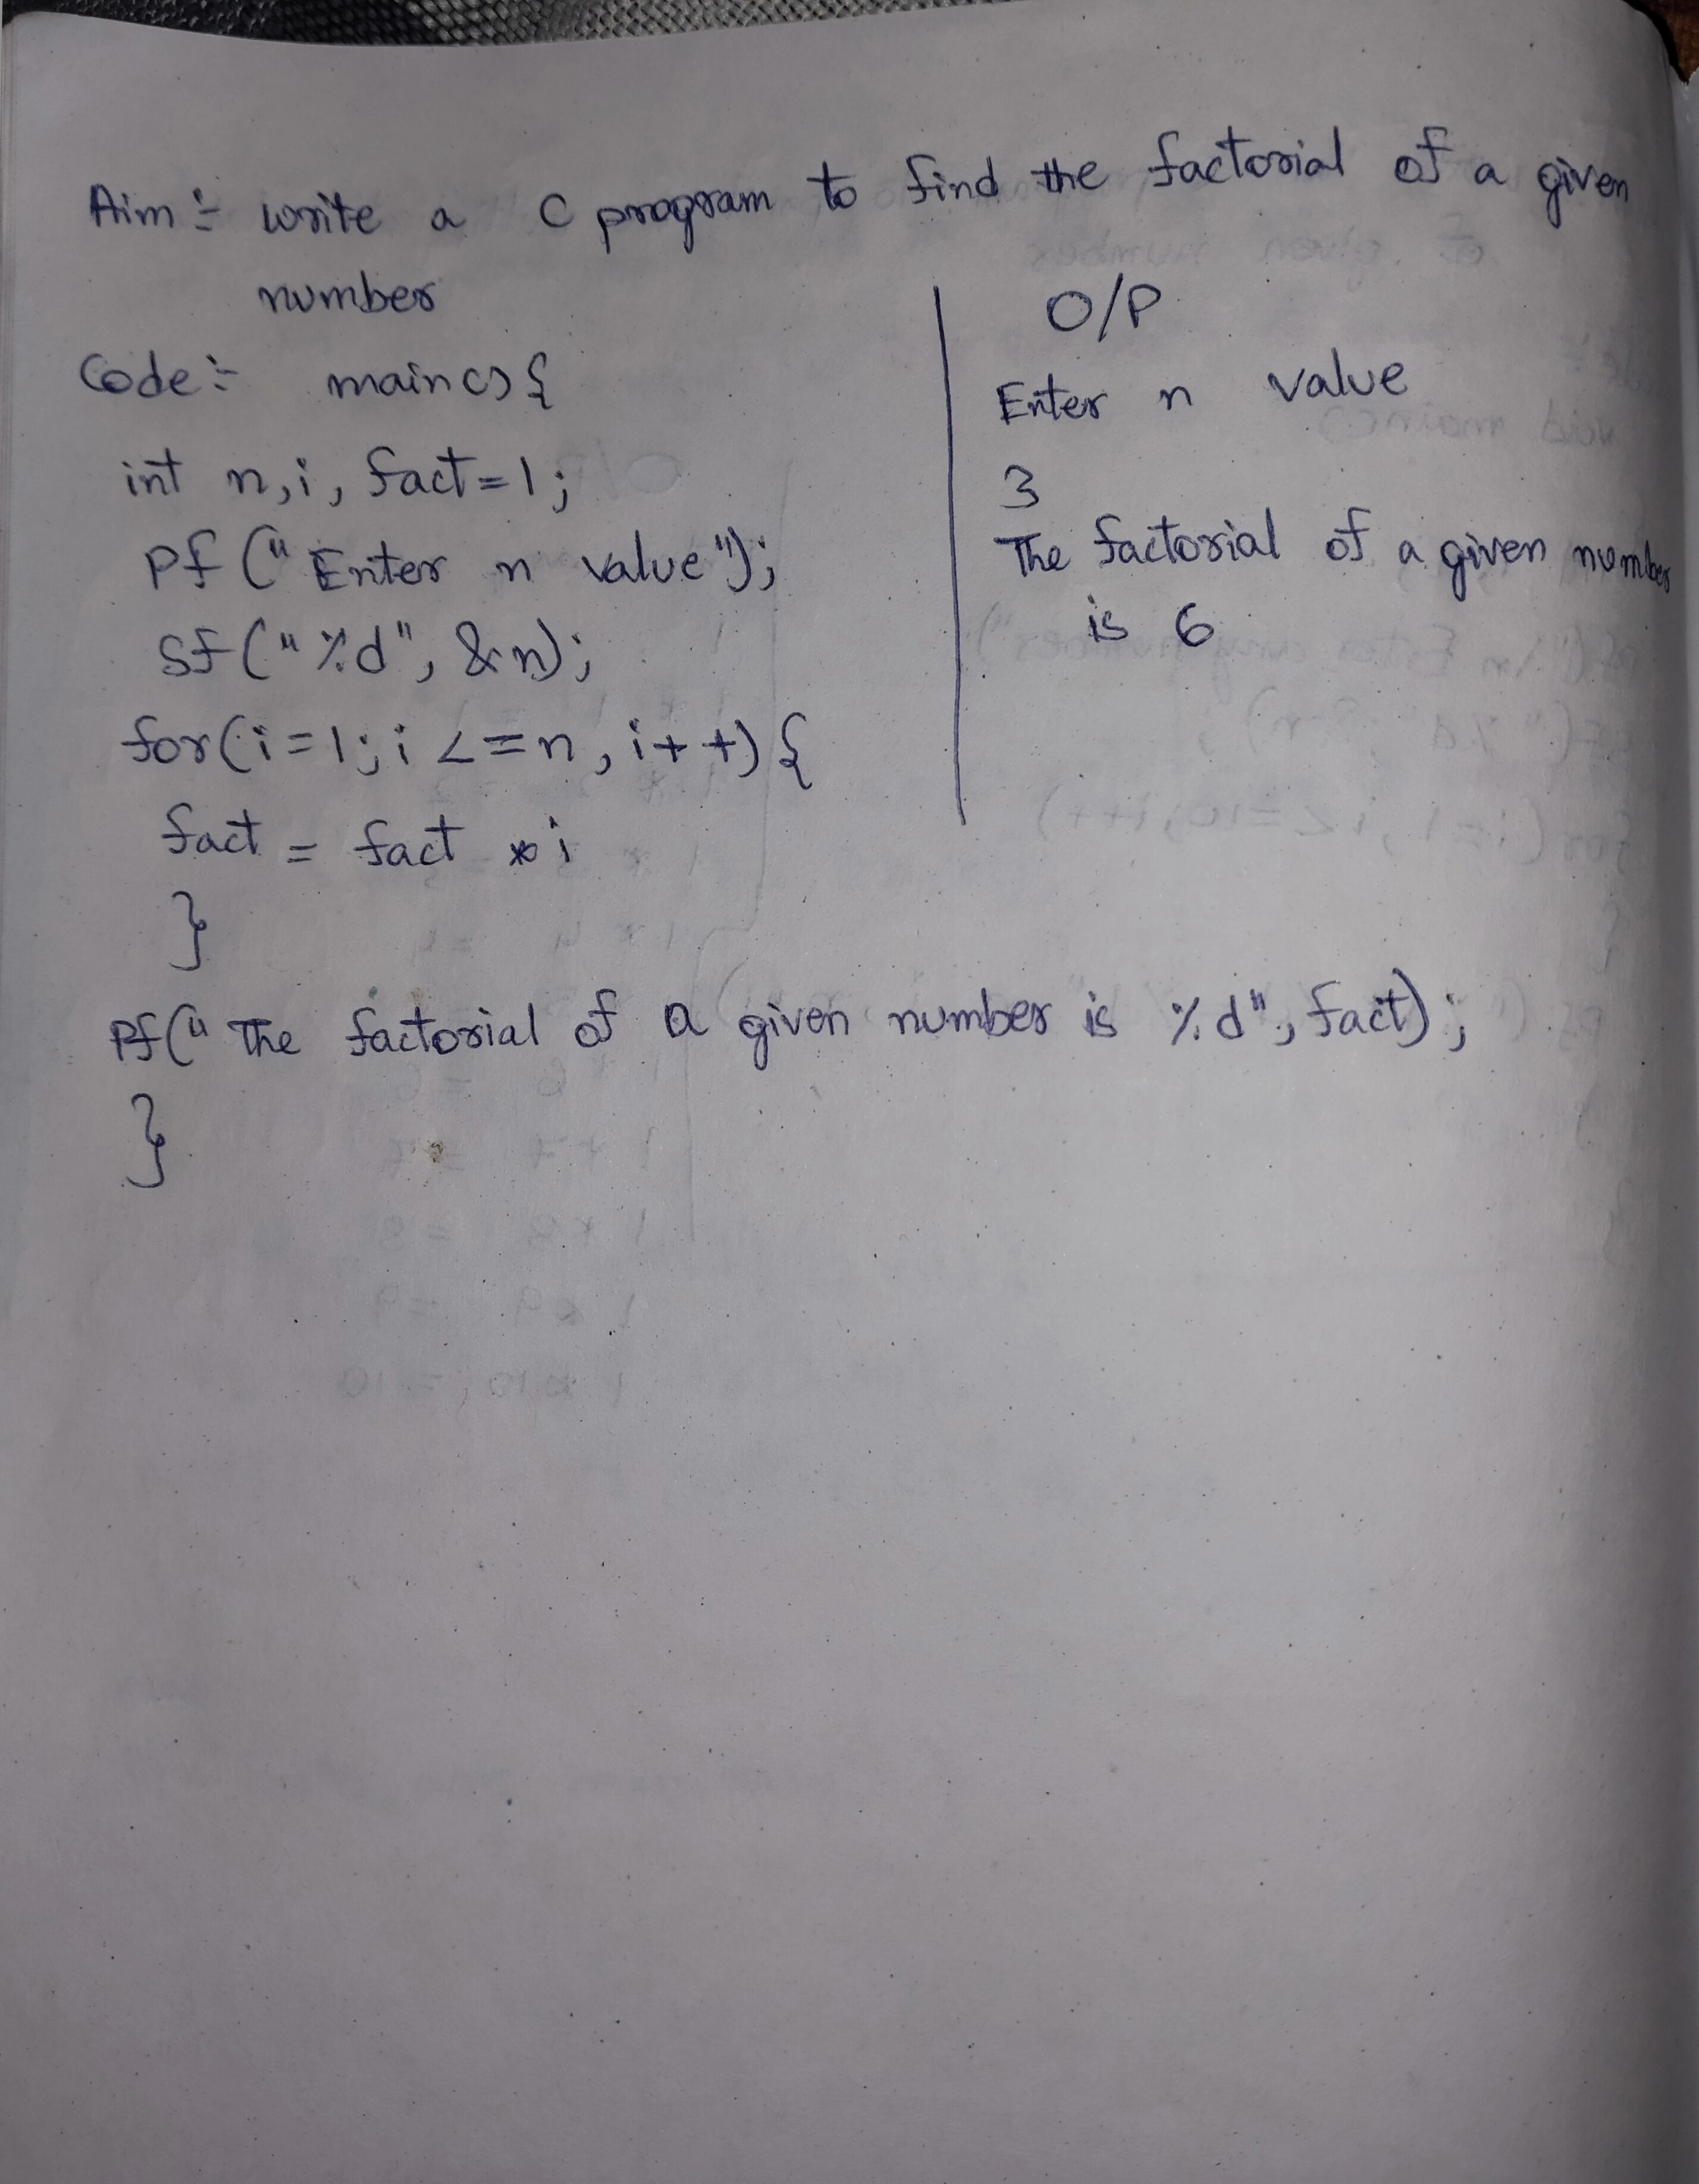 Aim :- write a C program to find the factorial of a given
number
Code :- main() {
int n, i, fact = 1;
Pf (" Enter n value");
Sf (" %d", &n);
for (i = 1; i <= n, i++) {
fact = fact * i
}
Pf (" The factorial of a given number is %d", fact);
}
O/P
Enter n value
3
The factorial of a given number
is 6